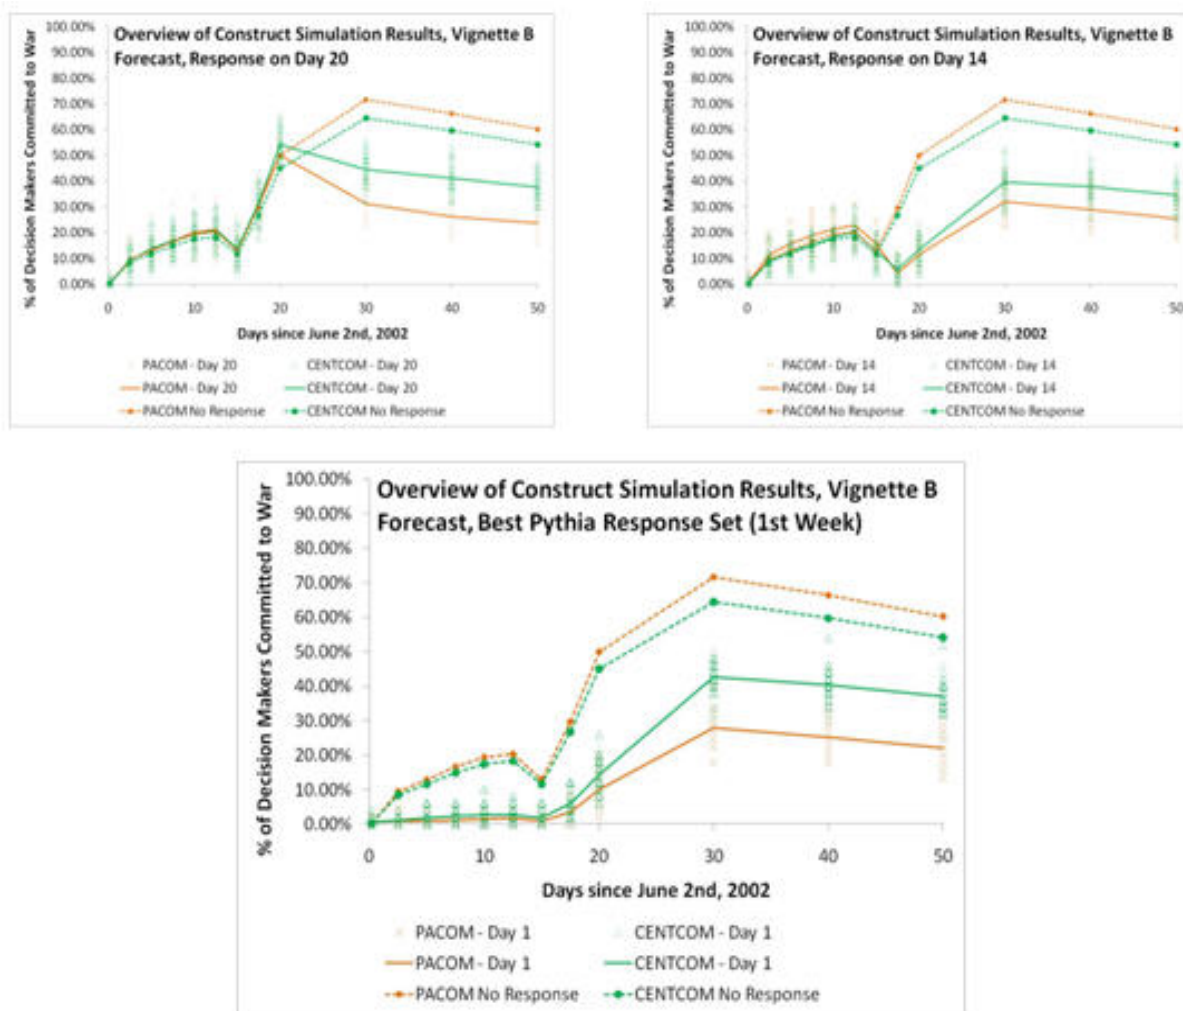 Overview of Construct Simulation Results, Vignette B
Forecast, Response on Day 20
% of Decision Makers Committed to War
100.00%
90.00%
80.00%
70.00%
60.00%
50.00%
40.00%
30.00%
20.00%
10.00%
0.00%
0 10 20 30 40 50
Days since June 2nd, 2002
PACOM - Day 20 CENTCOM - Day 20
PACOM - Day 20 CENTCOM - Day 20
PACOM No Response CENTCOM No Response
Overview of Construct Simulation Results, Vignette B
Forecast, Response on Day 14
% of Decision Makers Committed to War
100.00%
90.00%
80.00%
70.00%
60.00%
50.00%
40.00%
30.00%
20.00%
10.00%
0.00%
0 10 20 30 40 50
Days since June 2nd, 2002
PACOM - Day 14 CENTCOM - Day 14
PACOM - Day 14 CENTCOM - Day 14
PACOM No Response CENTCOM No Response
Overview of Construct Simulation Results, Vignette B
Forecast, Best Pythia Response Set (1st Week)
% of Decision Makers Committed to War
100.00%
90.00%
80.00%
70.00%
60.00%
50.00%
40.00%
30.00%
20.00%
10.00%
0.00%
0 10 20 30 40 50
Days since June 2nd, 2002
PACOM - Day 1 CENTCOM - Day 1
PACOM - Day 1 CENTCOM - Day 1
PACOM No Response CENTCOM No Response